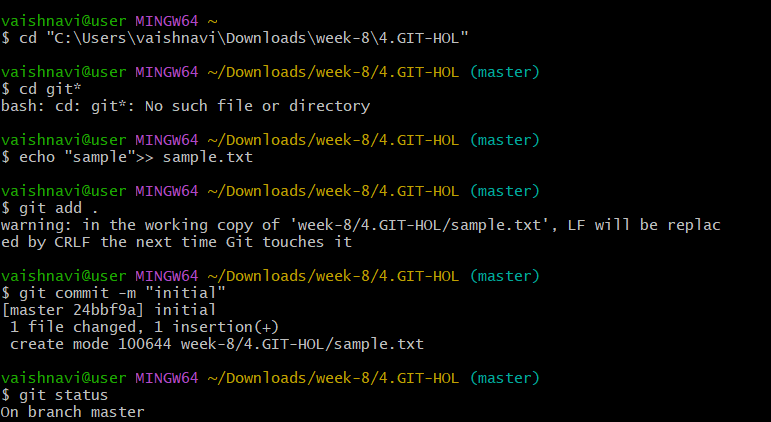 vaishnavi@user MINGW64 ~
$ cd "C:\Users\vaishnavi\Downloads\week-8\4.GIT-HOL"
vaishnavi@user MINGW64 ~/Downloads/week-8/4.GIT-HOL (master)
$ cd git*
bash: cd: git*: No such file or directory
vaishnavi@user MINGW64 ~/Downloads/week-8/4.GIT-HOL (master)
$ echo "sample">> sample.txt
vaishnavi@user MINGW64 ~/Downloads/week-8/4.GIT-HOL (master)
$ git add .
warning: in the working copy of 'week-8/4.GIT-HOL/sample.txt', LF will be replac
ed by CRLF the next time Git touches it
vaishnavi@user MINGW64 ~/Downloads/week-8/4.GIT-HOL (master)
$ git commit -m "initial"
[master 24bbf9a] initial
 1 file changed, 1 insertion(+)
 create mode 100644 week-8/4.GIT-HOL/sample.txt
vaishnavi@user MINGW64 ~/Downloads/week-8/4.GIT-HOL (master)
$ git status
On branch master